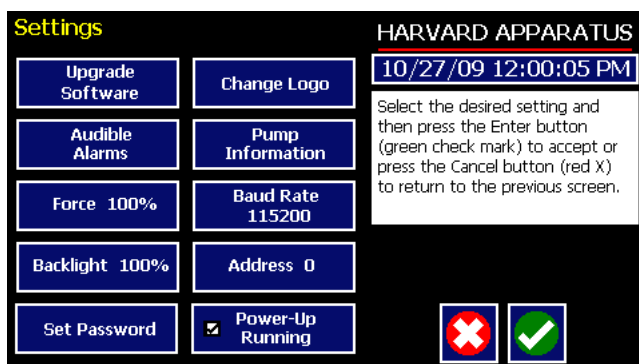 Settings
HARVARD APPARATUS
10/27/09 12:00:05 PM
Upgrade
Software
Change Logo
Select the desired setting and
then press the Enter button
(green check mark) to accept or
press the Cancel button (red X)
to return to the previous screen.
Audible
Alarms
Pump
Information
Force 100%
Baud Rate
115200
Backlight 100%
Address 0
Set Password
Power-Up
Running